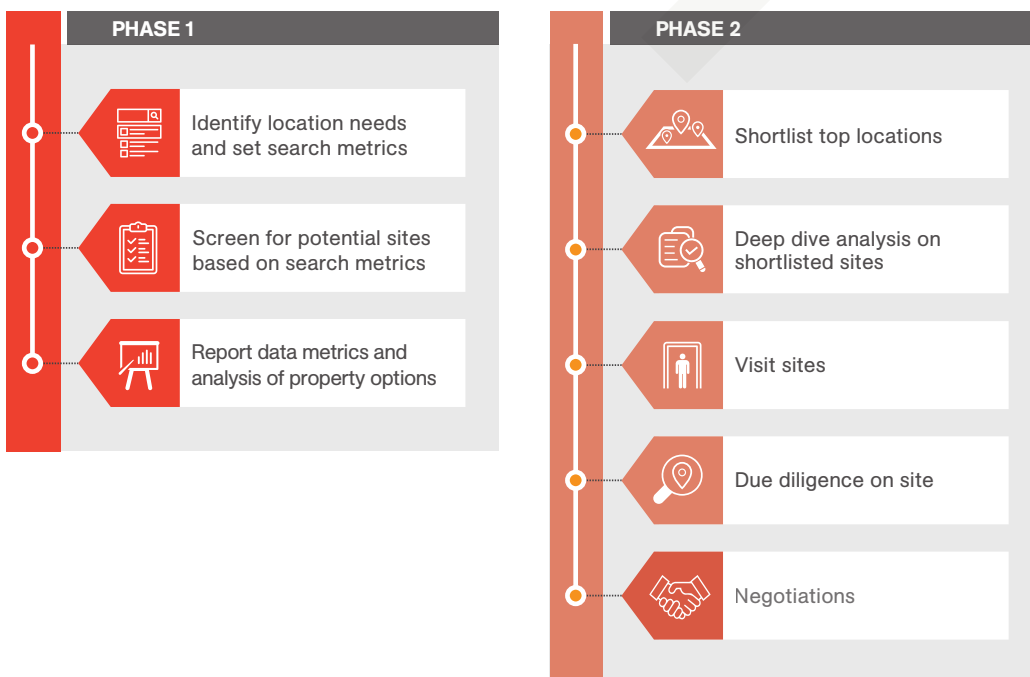 PHASE 1
Identify location needs
and set search metrics
Screen for potential sites
based on search metrics
Report data metrics and
analysis of property options
PHASE 2
Shortlist top locations
Deep dive analysis on
shortlisted sites
Visit sites
Due diligence on site
Negotiations